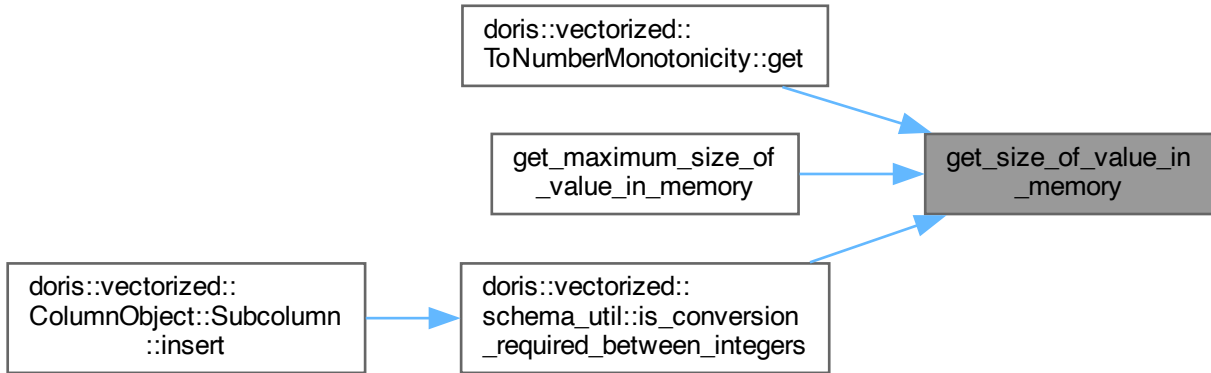 doris::vectorized::
ToNumberMonotonicity::get
get_maximum_size_of
_value_in_memory
get_size_of_value_in
_memory
doris::vectorized::
ColumnObject::Subcolumn
::insert
doris::vectorized::
schema_util::is_conversion
_required_between_integers